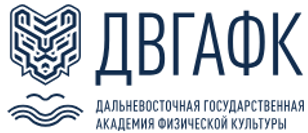 ДВГАФК
ДАЛЬНЕВОСТОЧНАЯ ГОСУДАРСТВЕННАЯ
АКАДЕМИЯ ФИЗИЧЕСКОЙ КУЛЬТУРЫ